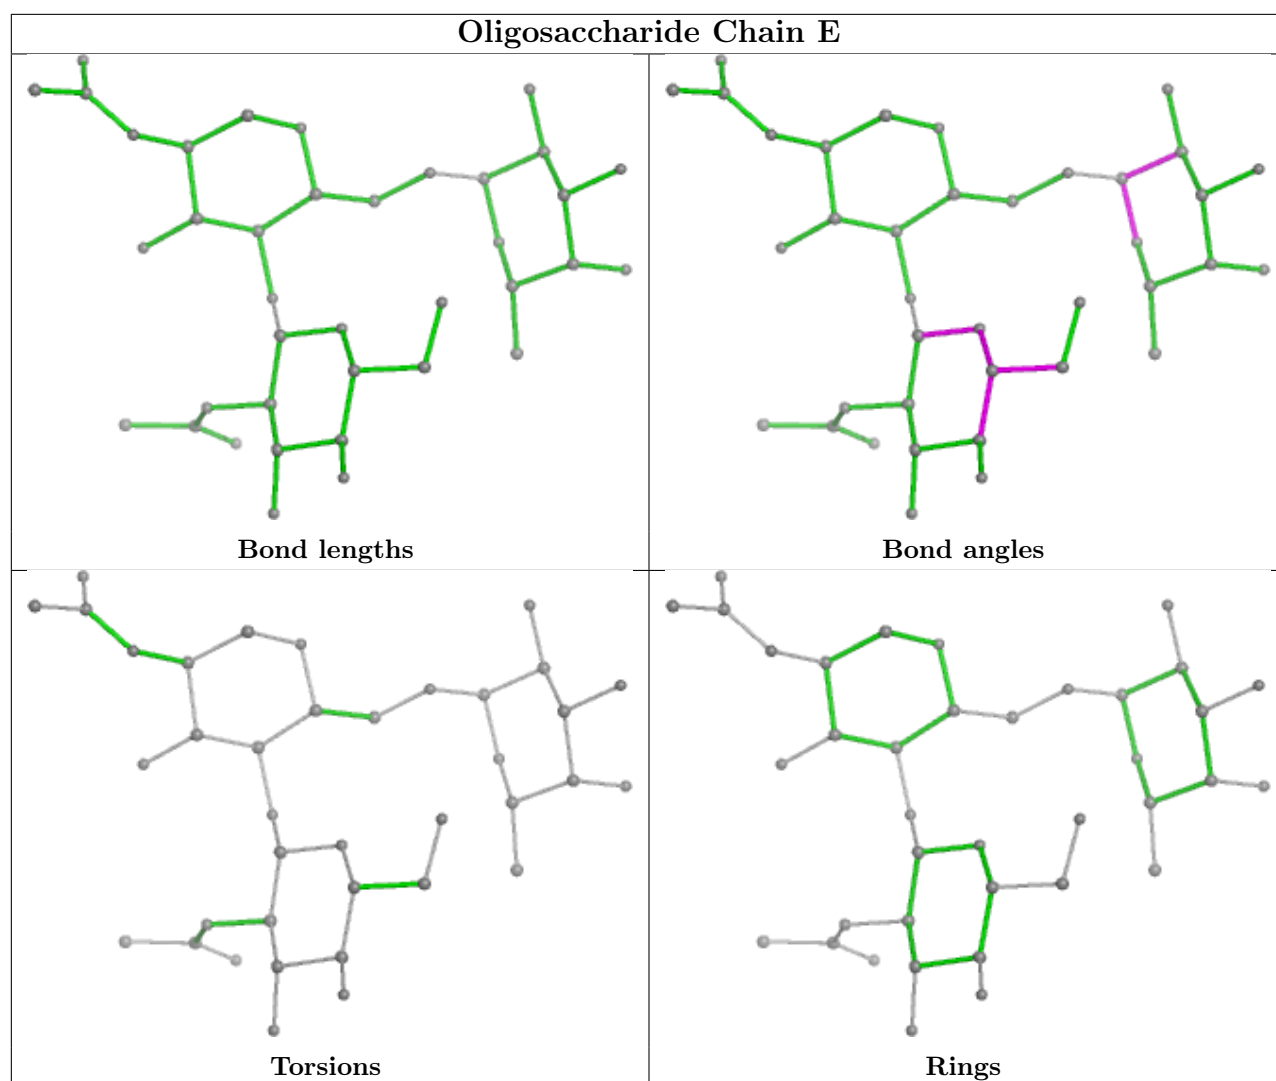 Oligosaccharide Chain E
Bond lengths
Bond angles
Torsions
Rings